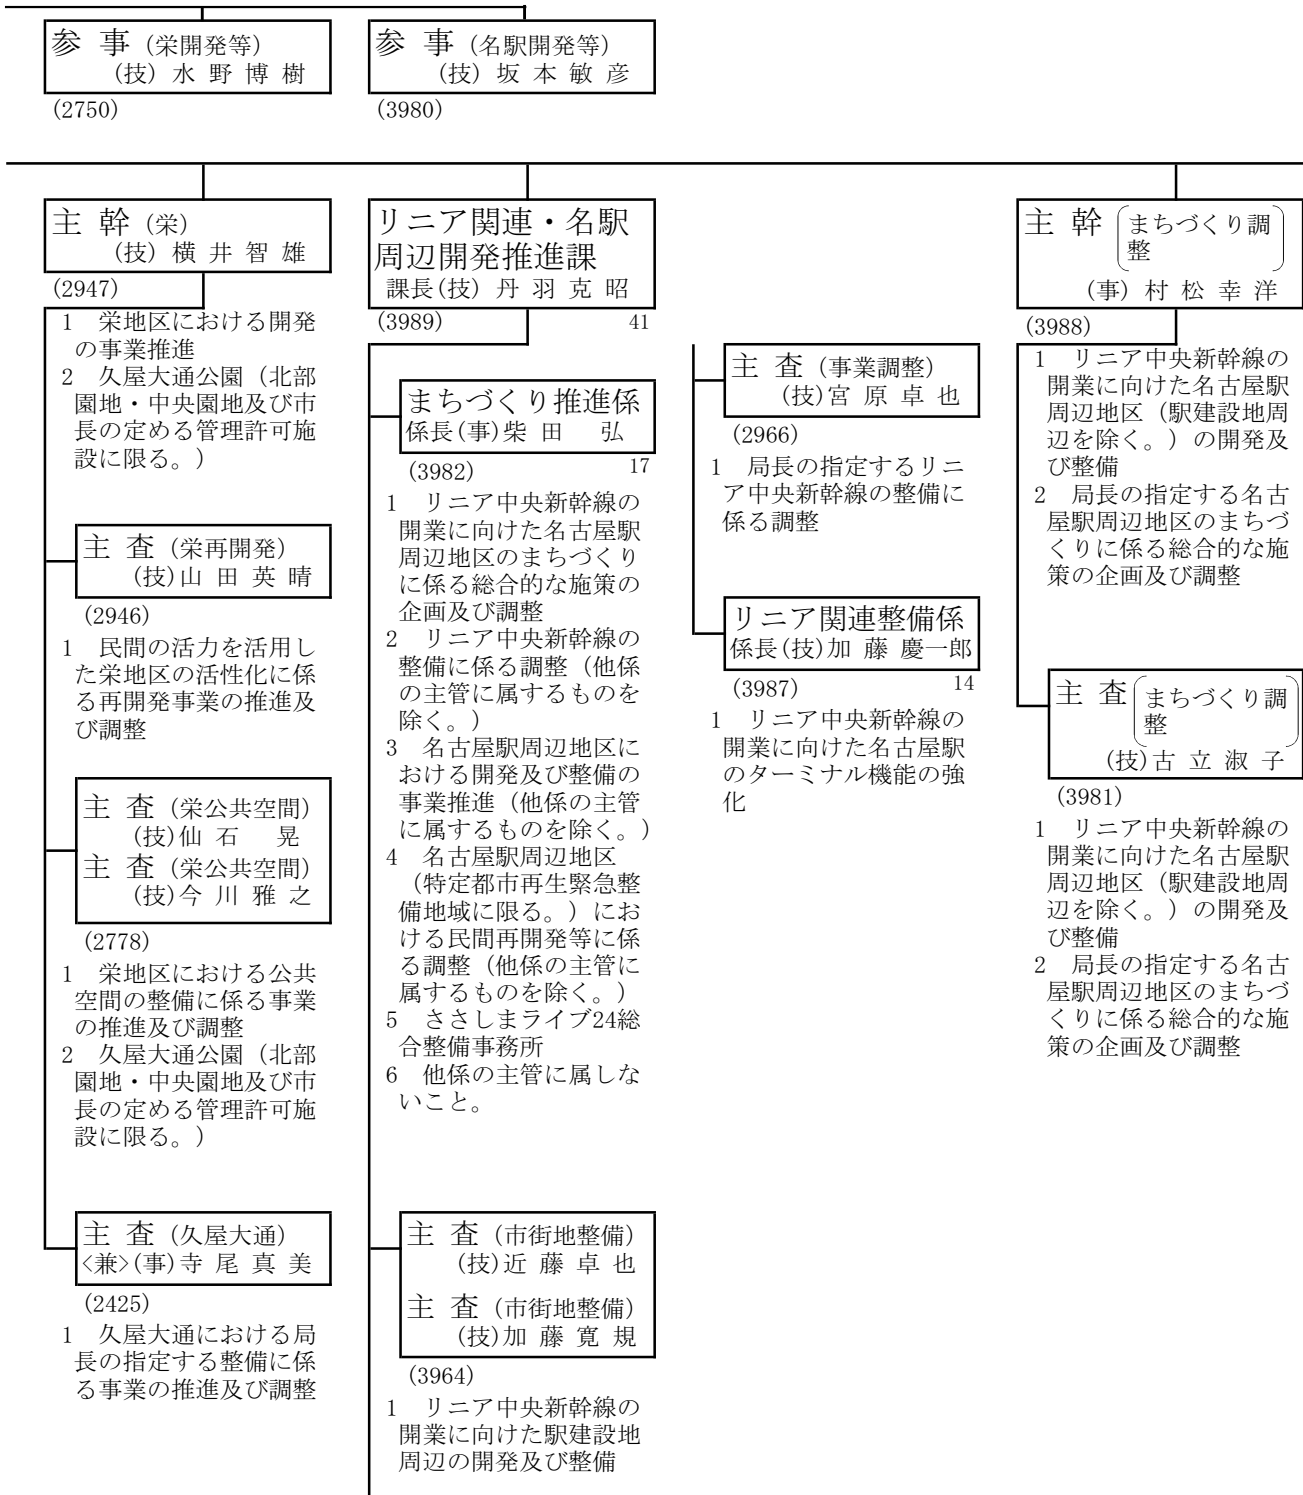 参 事（栄開発等）
(技) 水 野 博 樹
(2750)
参 事（名駅開発等）
(技) 坂 本 敏 彦
(3980)
主 幹（栄）
(技) 横 井 智 雄
(2947)
1 栄地区における開発
の事業推進
2 久屋大通公園（北部
園地・中央園地及び市
長の定める管理許可施
設に限る。）
主 査（栄再開発）
(技)山 田 英 晴
(2946)
1 民間の活力を活用し
た栄地区の活性化に係
る再開発事業の推進及
び調整
主 査（栄公共空間）
(技)仙 石 晃
主 査（栄公共空間）
(技)今 川 雅 之
(2778)
1 栄地区における公共
空間の整備に係る事業
の推進及び調整
2 久屋大通公園（北部
園地・中央園地及び市
長の定める管理許可施
設に限る。）
主 査（久屋大通）
<兼>(事)寺 尾 真 美
(2425)
1 久屋大通における局
長の指定する整備に係
る事業の推進及び調整
リニア関連・名駅
周辺開発推進課
課長(技) 丹 羽 克 昭
(3989) 41
まちづくり推進係
係長(事)柴 田 弘
(3982) 17
1 リニア中央新幹線の
開業に向けた名古屋駅
周辺地区のまちづくり
に係る総合的な施策の
企画及び調整
2 リニア中央新幹線の
整備に係る調整（他係
の主管に属するものを
除く。）
3 名古屋駅周辺地区に
おける開発及び整備の
事業推進（他係の主管
に属するものを除く。）
4 名古屋駅周辺地区
（特定都市再生緊急整
備地域に限る。）にお
ける民間再開発等に係
る調整（他係の主管に
属するものを除く。）
5 ささしまライブ24総
合整備事務所
6 他係の主管に属しな
いこと。
主 査（市街地整備）
(技)近 藤 卓 也
主 査（市街地整備）
(技)加 藤 寛 規
(3964)
1 リニア中央新幹線の
開業に向けた駅建設地
周辺の開発及び整備
主 査（事業調整）
(技)宮 原 卓 也
(2966)
1 局長の指定するリニ
ア中央新幹線の整備に
係る調整
リニア関連整備係
係長(技)加 藤 慶一郎
(3987) 14
1 リニア中央新幹線の
開業に向けた名古屋駅
のターミナル機能の強
化
主 幹（まちづくり調
整）
(事) 村 松 幸 洋
(3988)
1 リニア中央新幹線の
開業に向けた名古屋駅
周辺地区（駅建設地周
辺を除く。）の開発及
び整備
2 局長の指定する名古
屋駅周辺地区のまちづ
くりに係る総合的な施
策の企画及び調整
主 査（まちづくり調
整）
(技)古 立 淑 子
(3981)
1 リニア中央新幹線の
開業に向けた名古屋駅
周辺地区（駅建設地周
辺を除く。）の開発及
び整備
2 局長の指定する名古
屋駅周辺地区のまちづ
くりに係る総合的な施
策の企画及び調整